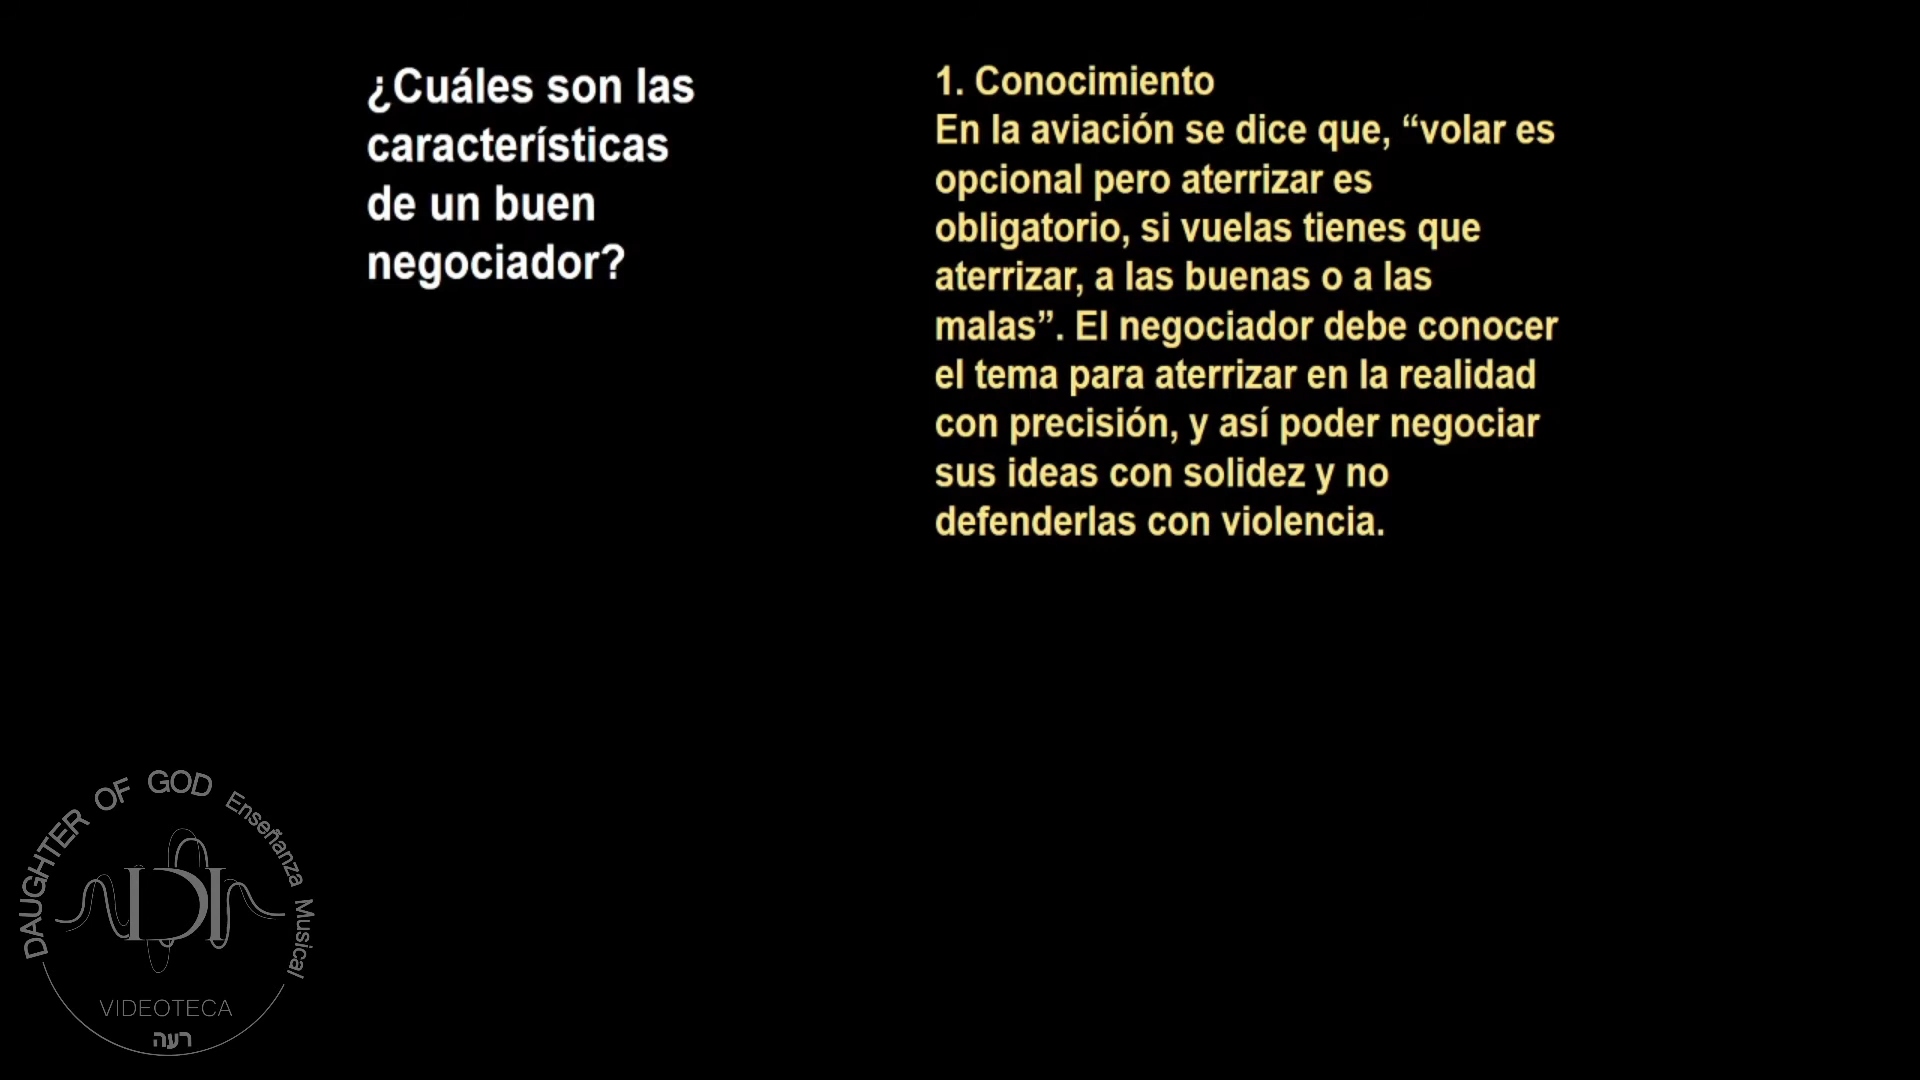 ¿Cuáles son las
características
de un buen
negociador?
1. Conocimiento
En la aviación se dice que, “volar es
opcional pero aterrizar es
obligatorio, si vuelas tienes que
aterrizar, a las buenas o a las
malas”. El negociador debe conocer
el tema para aterrizar en la realidad
con precisión, y así poder negociar
sus ideas con solidez y no
defenderlas con violencia.
DAUGHTER OF GOD Enseñanza Musical
DI
VIDEOTECA
רעה